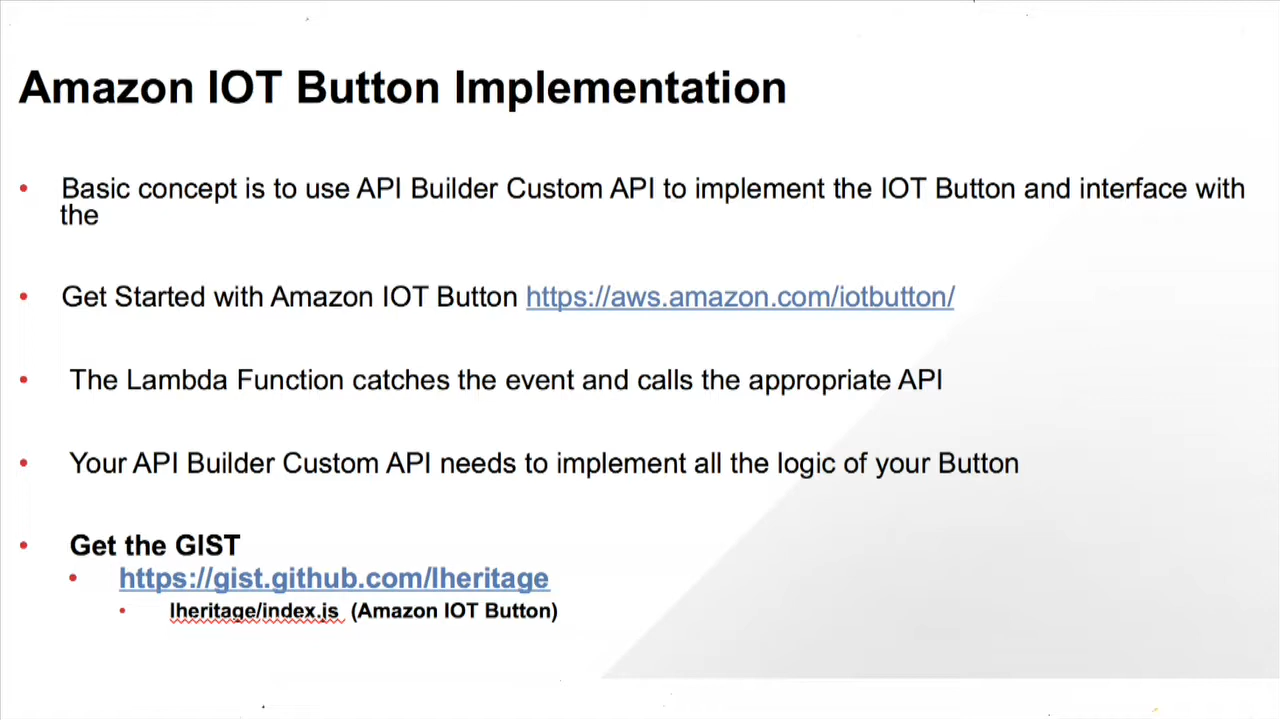 Amazon IOT Button Implementation
• Basic concept is to use API Builder Custom API to implement the IOT Button and interface with
the
• Get Started with Amazon IOT Button https://aws.amazon.com/iotbutton/
• The Lambda Function catches the event and calls the appropriate API
• Your API Builder Custom API needs to implement all the logic of your Button
• Get the GIST
• https://gist.github.com/lheritage
• lheritage/index.js (Amazon IOT Button)